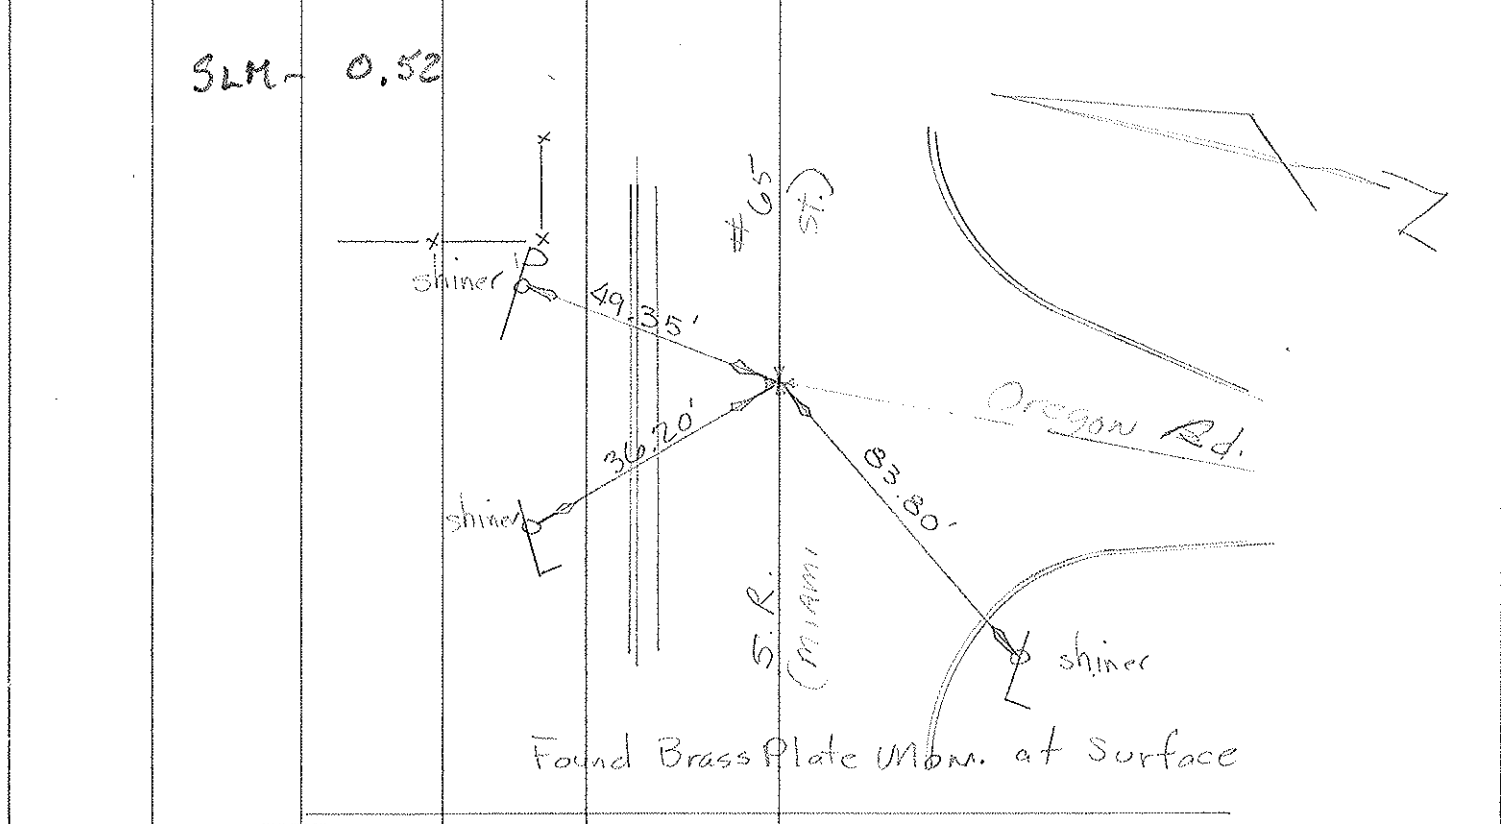 SLM- 0.52
S.R. #65
(Miami St.)
shiner
49.35'
36.20'
shiner
Oregon Rd.
83.80'
shiner
Found Brass Plate Mon. at Surface